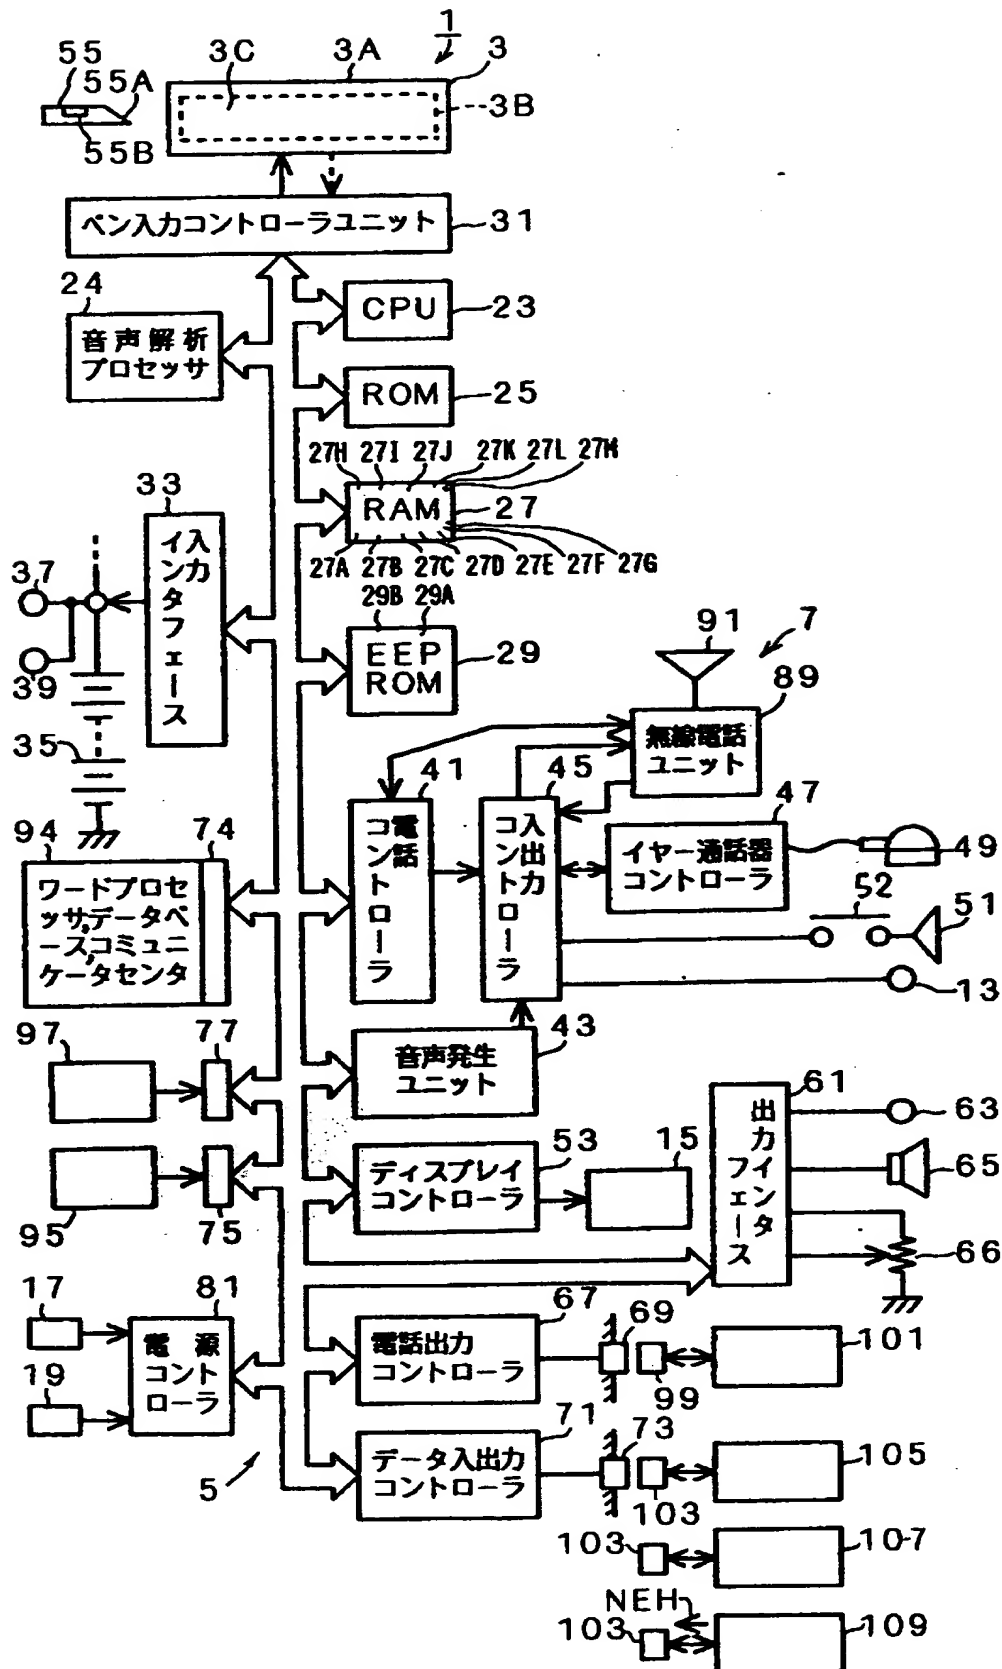 1
55
3C
3A
3
55A
3B
55B
ペン入力コントローラユニット
31
24
音声解析
プロセッサ
CPU
23
ROM
25
27H 27I 27J 27K 27L 27M
RAM
27
27A 27B 27C 27D 27E 27F 27G
33
入力
インタフェース
37
39
35
29B 29A
EEP
ROM
29
91
7
89
無線電話
ユニット
41
電話
コントローラ
45
入出力
コントローラ
47
イヤー通話器
コントローラ
49
52
51
13
94
74
ワードプロセ
ッサ,データベ
ース,コミュニ
ケータセンタ
43
音声発生
ユニット
97
77
95
75
53
ディスプレイ
コントローラ
15
61
出力インタ
フェース
63
65
66
17
19
81
電源
コント
ローラ
67
電話出力
コントローラ
69
99
101
71
データ入出力
コントローラ
73
103
105
5
103
107
NEH
103
109